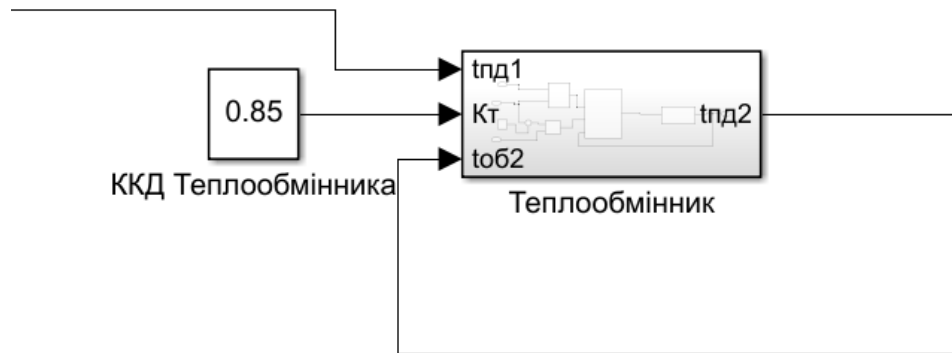 tпд1
0.85
Кт
tпд2
tоб2
ККД Теплообмінника
Теплообмінник